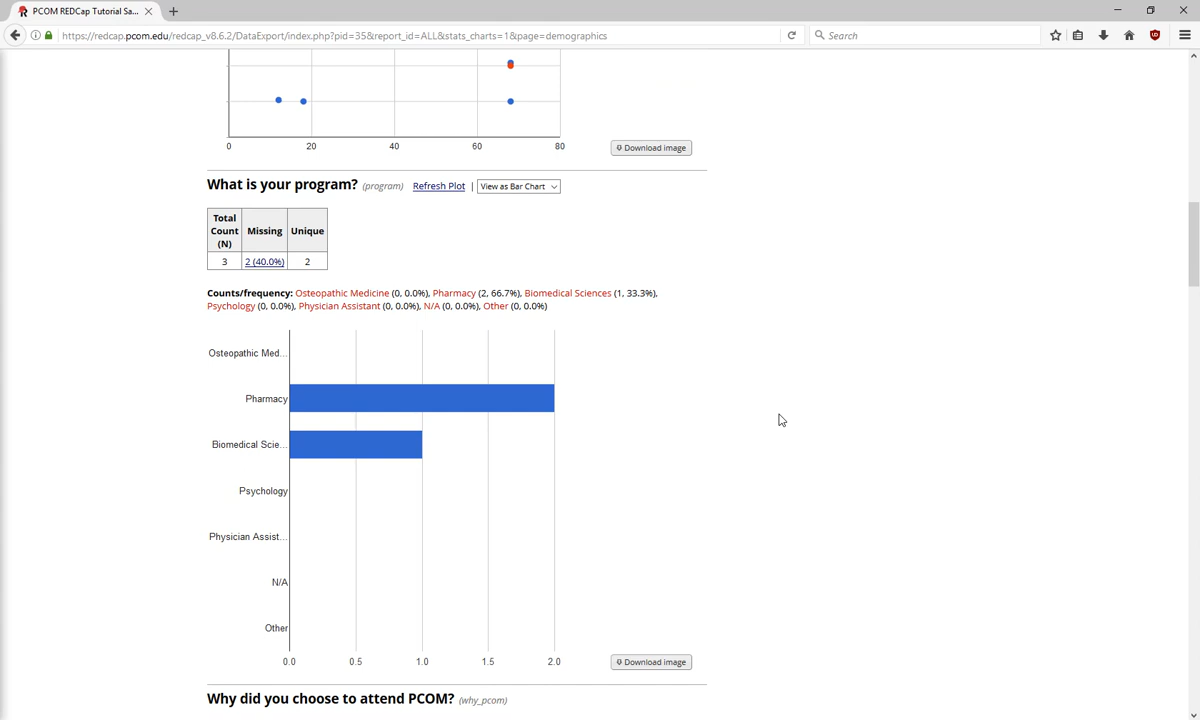 PCOM REDCap Tutorial Sa...
https://redcap.pcom.edu/redcap_v8.6.2/DataExport/index.php?pid=35&report_id=ALL&stats_charts=1&page=demographics
Search
0 20 40 60 80
Download image
What is your program? (program) Refresh Plot | View as Bar Chart
Total Count (N) Missing Unique
3 2 (40.0%) 2
Counts/frequency: Osteopathic Medicine (0, 0.0%), Pharmacy (2, 66.7%), Biomedical Sciences (1, 33.3%),
Psychology (0, 0.0%), Physician Assistant (0, 0.0%), N/A (0, 0.0%), Other (0, 0.0%)
Osteopathic Med...
Pharmacy
Biomedical Scie...
Psychology
Physician Assist...
N/A
Other
0.0 0.5 1.0 1.5 2.0
Download image
Why did you choose to attend PCOM? (why_pcom)